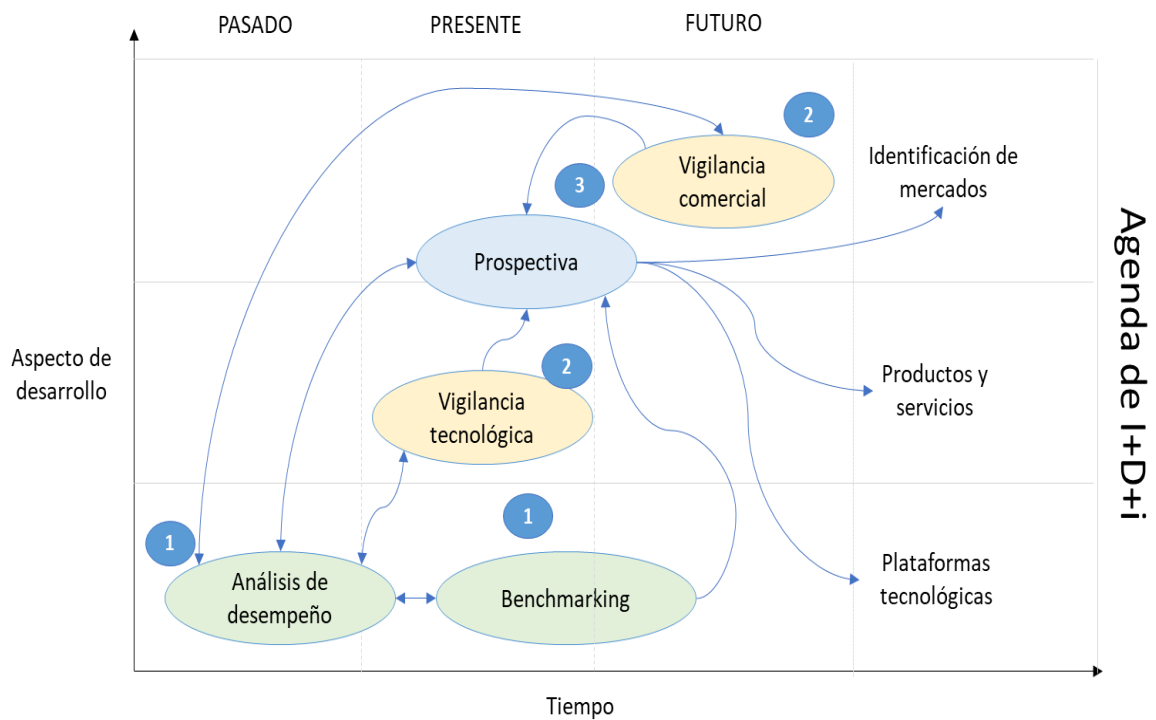 PASADO
PRESENTE
FUTURO
2
Vigilancia
comercial
Identificación de
mercados
3
Prospectiva
Aspecto de
desarrollo
2
Vigilancia
tecnológica
Productos y
servicios
1
1
Análisis de
desempeño
Benchmarking
Plataformas
tecnológicas
Tiempo
Agenda de I+D+i